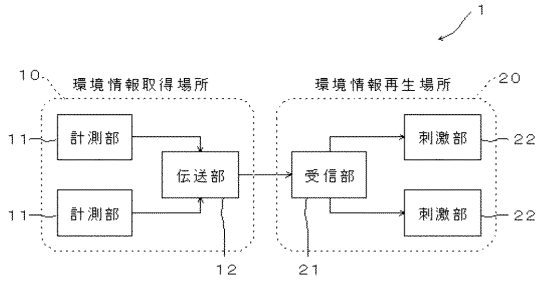 1
10
環境情報取得場所
環境情報再生場所
20
11
計測部
刺激部
22
伝送部
受信部
11
計測部
刺激部
22
12
21